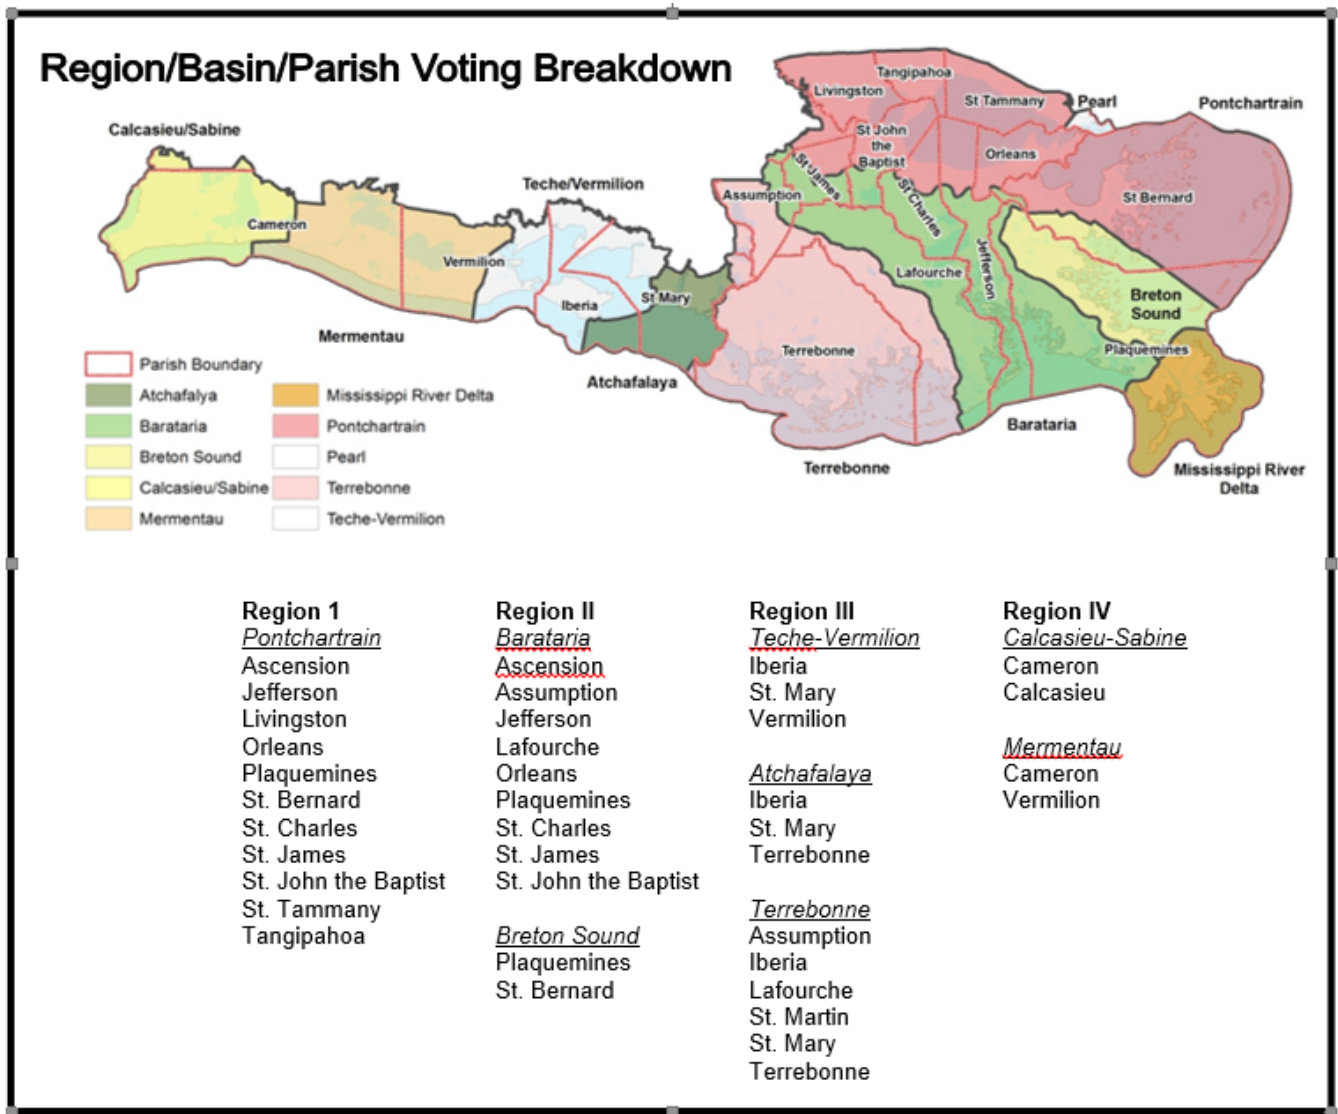 Region/Basin/Parish Voting Breakdown
Calcasieu/Sabine
Cameron
Mermentau
Teche/Vermilion
Vermilion
Iberia
St Mary
Atchafalaya
Assumption
Terrebonne
Terrebonne
Livingston
Tangipahoa
St Tammany
Pearl
Pontchartrain
St John
the
Baptist
Orleans
St James
St Charles
St Bernard
Lafourche
Jefferson
Breton
Sound
Plaquemines
Barataria
Mississippi River
Delta
Parish Boundary
Atchafalya
Barataria
Breton Sound
Calcasieu/Sabine
Mermentau
Mississippi River Delta
Pontchartrain
Pearl
Terrebonne
Teche-Vermilion
Region 1
Pontchartrain
Ascension
Jefferson
Livingston
Orleans
Plaquemines
St. Bernard
St. Charles
St. James
St. John the Baptist
St. Tammany
Tangipahoa
Region II
Barataria
Ascension
Assumption
Jefferson
Lafourche
Orleans
Plaquemines
St. Charles
St. James
St. John the Baptist
Breton Sound
Plaquemines
St. Bernard
Region III
Teche-Vermilion
Iberia
St. Mary
Vermilion
Atchafalaya
Iberia
St. Mary
Terrebonne
Terrebonne
Assumption
Iberia
Lafourche
St. Martin
St. Mary
Terrebonne
Region IV
Calcasieu-Sabine
Cameron
Calcasieu
Mermentau
Cameron
Vermilion